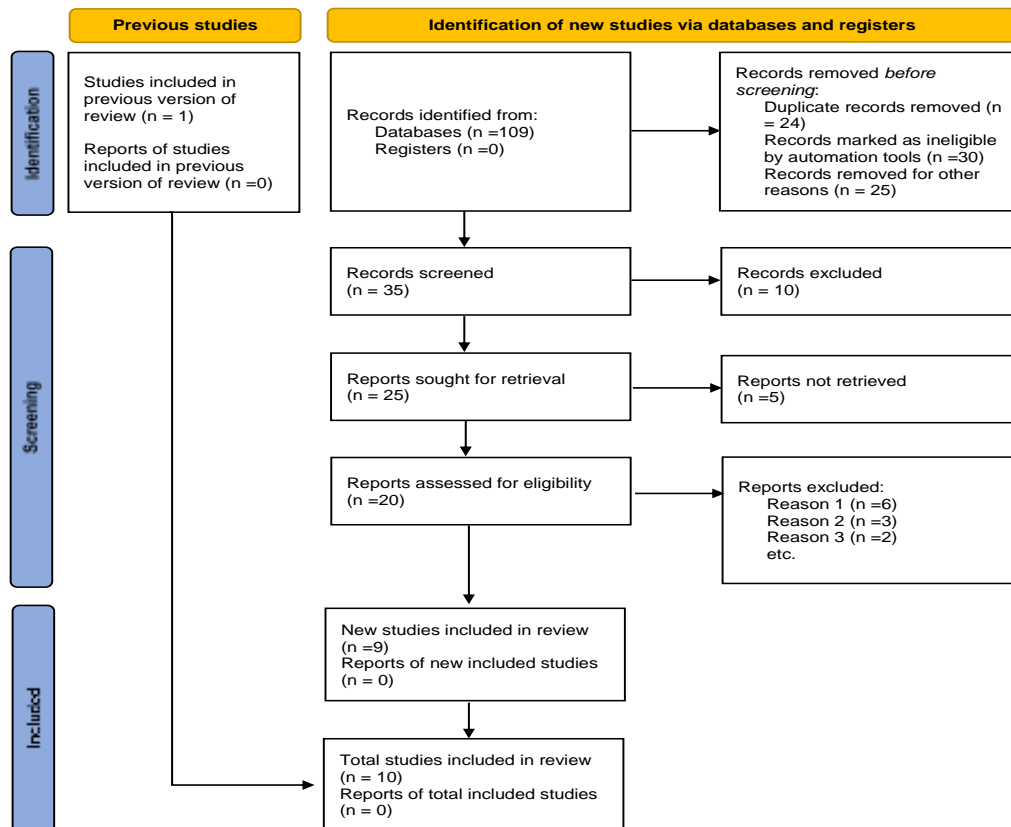 Previous studies
Identification of new studies via databases and registers
Identification
Studies included in
previous version of
review (n = 1)
Reports of studies
included in previous
version of review (n =0)
Records identified from:
Databases (n =109)
Registers (n =0)
Records removed before
screening:
Duplicate records removed (n
= 24)
Records marked as ineligible
by automation tools (n =30)
Records removed for other
reasons (n = 25)
Screening
Records screened
(n = 35)
Records excluded
(n = 10)
Reports sought for retrieval
(n = 25)
Reports not retrieved
(n =5)
Reports assessed for eligibility
(n =20)
Reports excluded:
Reason 1 (n =6)
Reason 2 (n =3)
Reason 3 (n =2)
etc.
Included
New studies included in review
(n =9)
Reports of new included studies
(n = 0)
Total studies included in review
(n = 10)
Reports of total included studies
(n = 0)